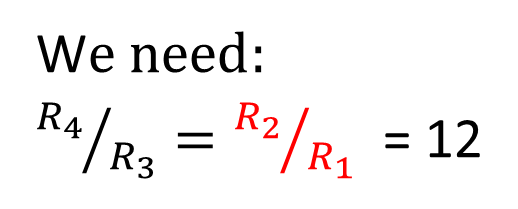 We need:
R₄/R₃ = R₂/R₁ = 12